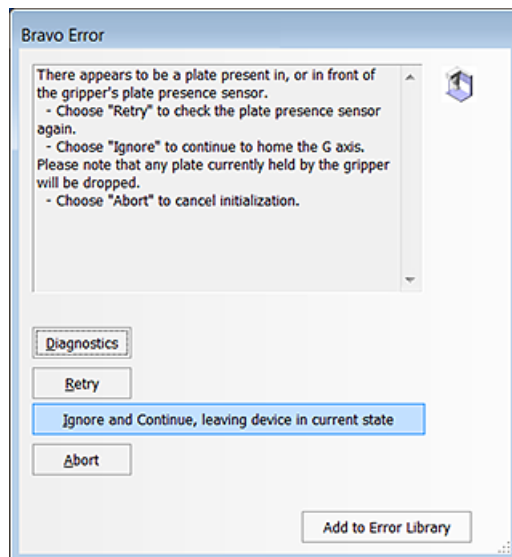 Bravo Error
There appears to be a plate present in, or in front of
the gripper's plate presence sensor.
- Choose "Retry" to check the plate presence sensor
again.
- Choose "Ignore" to continue to home the G axis.
Please note that any plate currently held by the gripper
will be dropped.
- Choose "Abort" to cancel initialization.
Diagnostics
Retry
Ignore and Continue, leaving device in current state
Abort
Add to Error Library